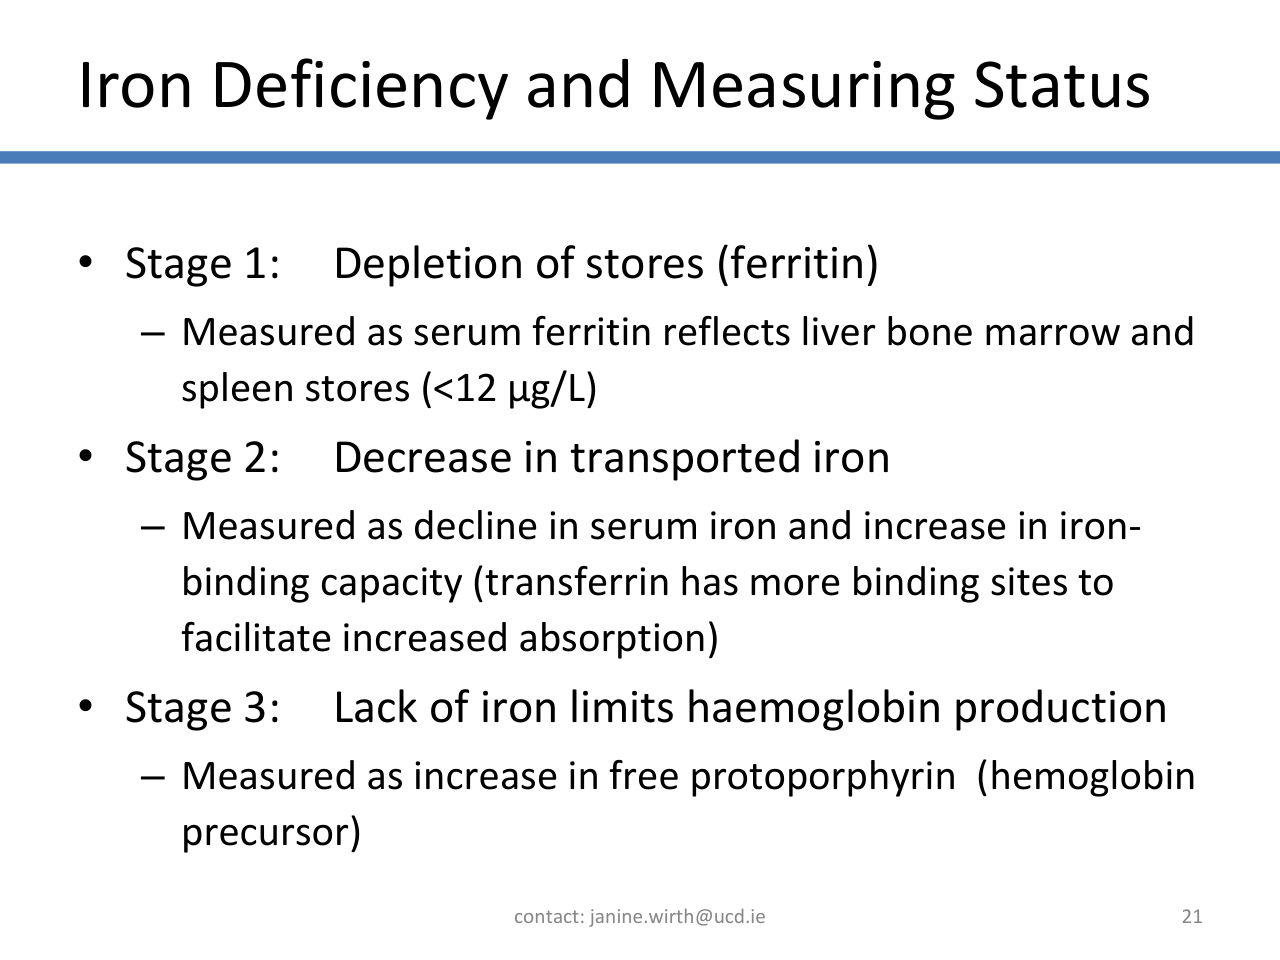 Iron Deficiency and Measuring Status
• Stage 1: Depletion of stores (ferritin)
– Measured as serum ferritin reflects liver bone marrow and
spleen stores (<12 µg/L)
• Stage 2: Decrease in transported iron
– Measured as decline in serum iron and increase in iron-
binding capacity (transferrin has more binding sites to
facilitate increased absorption)
• Stage 3: Lack of iron limits haemoglobin production
– Measured as increase in free protoporphyrin (hemoglobin
precursor)
contact: janine.wirth@ucd.ie
21